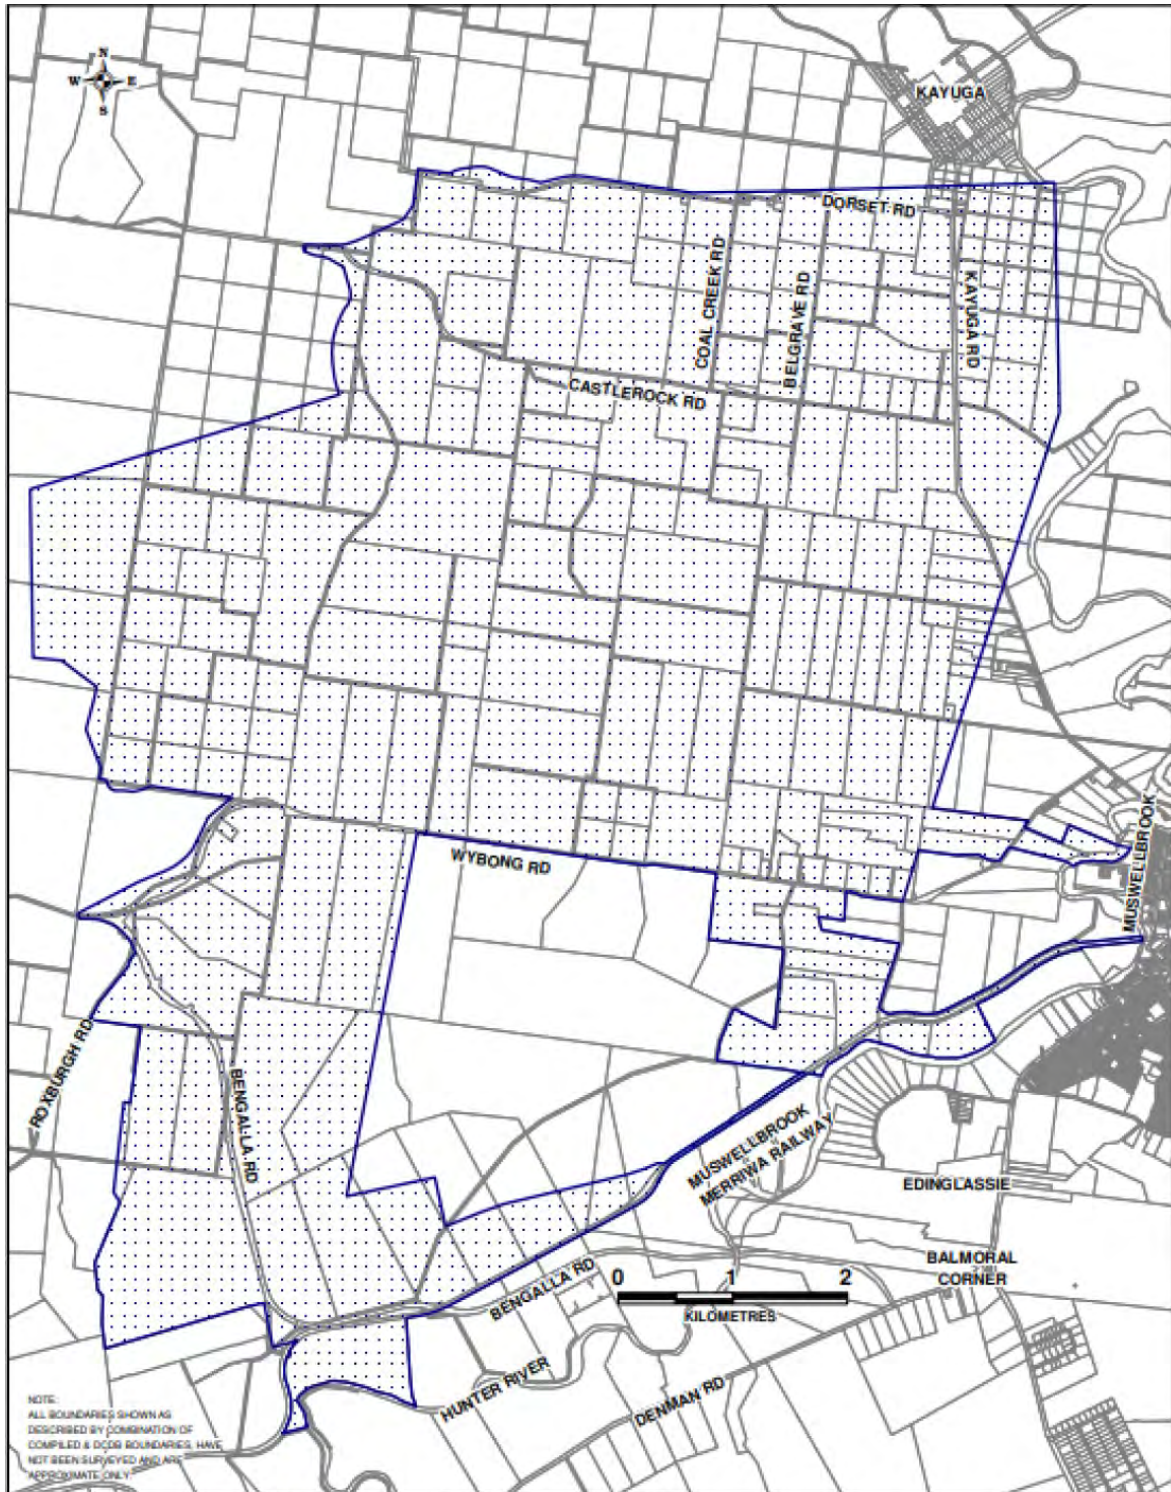 N
W E
S
KAYUGA
DORSET RD
COAL CREEK RD
BELGRAVE RD
KAYUGA RD
CASTLEROCK RD
MUSWELLBROOK
WYBONG RD
ROXBURGH RD
BENGALLA RD
MUSWELLBROOK
MERRIWA RAILWAY
EDINGLASSIE
BALMORAL
CORNER
BENGALLA RD
0 1 2
KILOMETRES
HUNTER RIVER
DENMAN RD
NOTE:
ALL BOUNDARIES SHOWN AS
DESCRIBED BY COMBINATION OF
COMPILED & DCDB BOUNDARIES, HAVE
NOT BEEN SURVEYED AND ARE
APPROXIMATE ONLY.